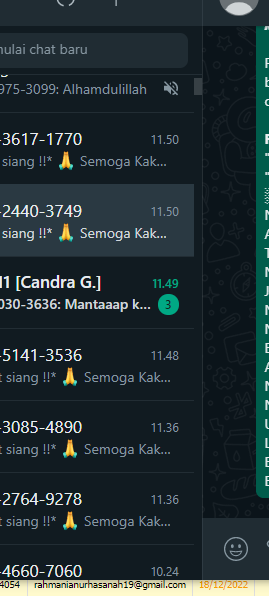 mulai chat baru
975-3099: Alhamdulillah
-3617-1770 11.50
siang !!* 🙏 Semoga Kak...
-2440-3749 11.50
siang !!* 🙏 Semoga Kak...
11 [Candra G.] 11.49
030-3636: Mantaaap k... 3
-5141-3536 11.48
t siang !!* 🙏 Semoga Kak...
-3085-4890 11.36
t siang !!* 🙏 Semoga Kak...
-2764-9278 11.36
t siang !!* 🙏 Semoga Kak...
-4660-7060 10.24
4054 rahmanianurhasanah19@gmail.com 18/12/2022